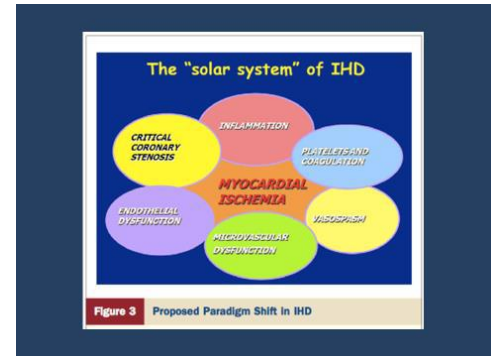 The "solar system" of IHD
INFLAMMATION
CRITICAL
CORONARY
STENOSIS
PLATELETS AND
COAGULATION
MYOCARDIAL
ISCHEMIA
ENDOTHELIAL
DYSFUNCTION
VASOSPASM
MICROVASCULAR
DYSFUNCTION
Figure 3 Proposed Paradigm Shift in IHD